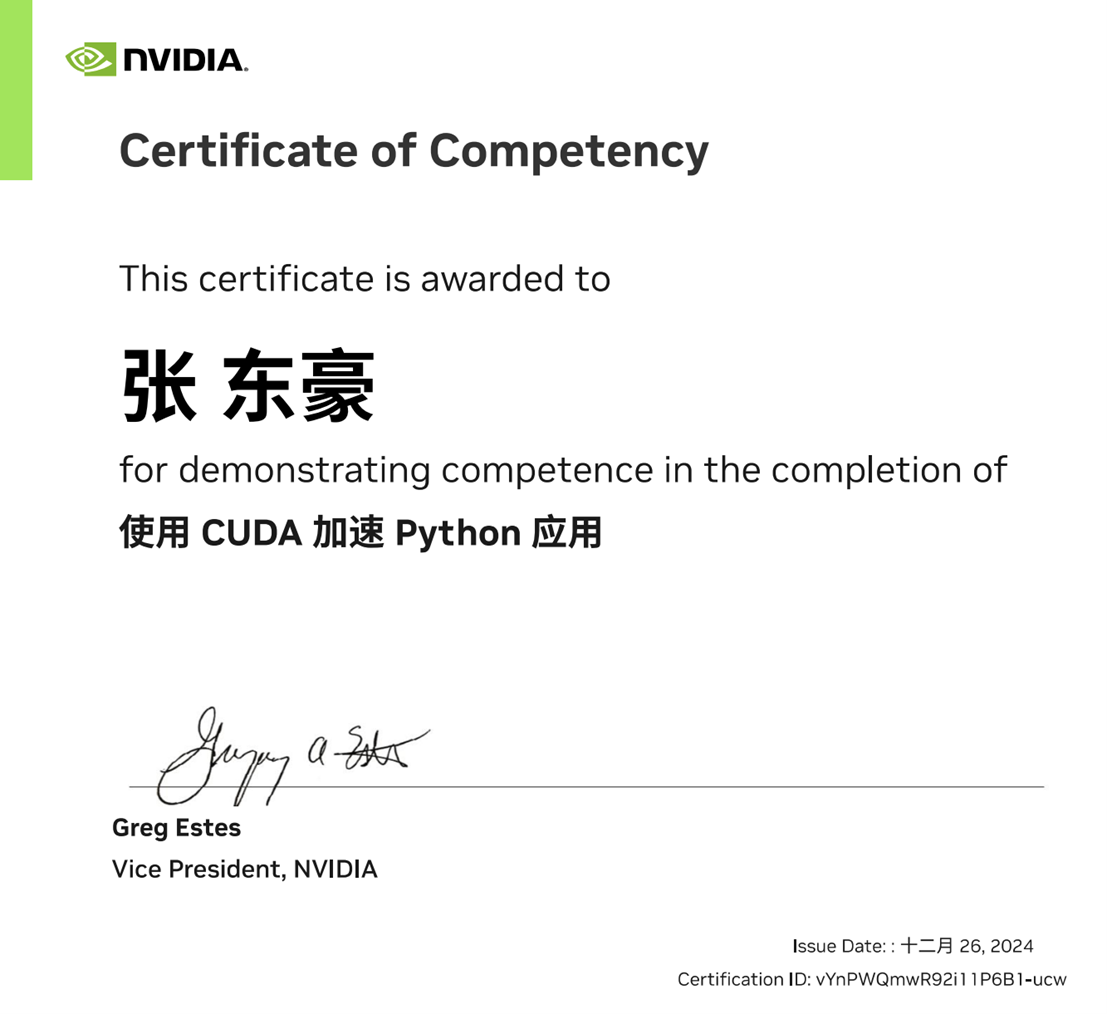 NVIDIA.
Certificate of Competency
This certificate is awarded to
张 东豪
for demonstrating competence in the completion of
使用 CUDA 加速 Python 应用
Greg Estes
Vice President, NVIDIA
Issue Date: : 十二月 26, 2024
Certification ID: vYnPWQmwR92i11P6B1-ucw